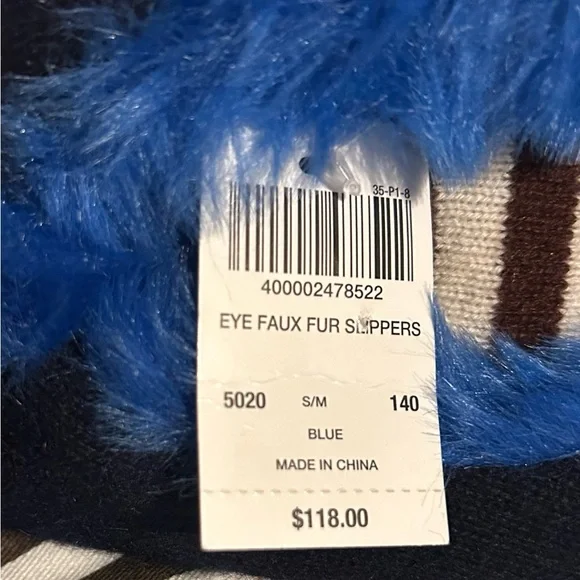 35-P1-8
400002478522
EYE FAUX FUR SLIPPERS
5020 S/M 140
BLUE
MADE IN CHINA
$118.00